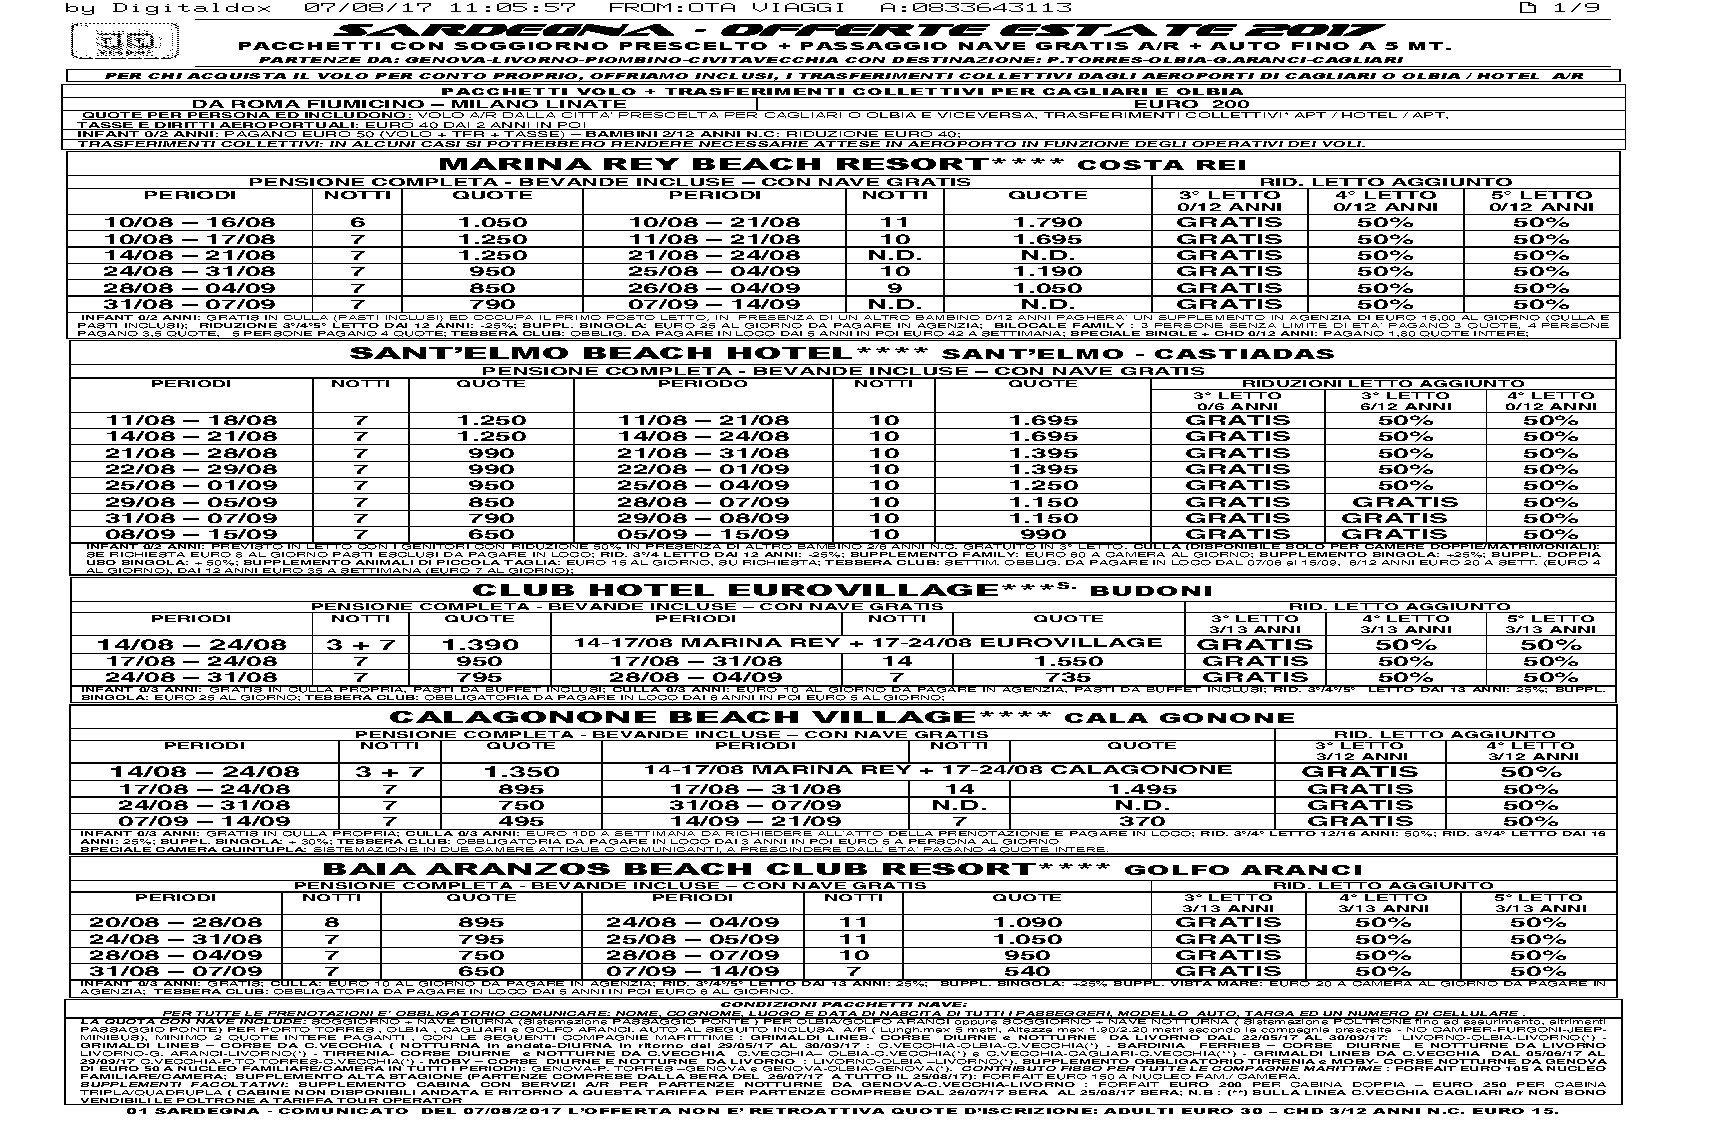 by Digitaldox 07/08/17 11:05:57 FROM:OTA VIAGGI A:0833643113 1/9
SARDEGNA - OFFERTE ESTATE 2017
PACCHETTI CON SOGGIORNO PRESCELTO + PASSAGGIO NAVE GRATIS A/R + AUTO FINO A 5 MT.
PARTENZE DA: GENOVA-LIVORNO-PIOMBINO-CIVITAVECCHIA CON DESTINAZIONE: P.TORRES-OLBIA-G.ARANCI-CAGLIARI
PER CHI ACQUISTA IL VOLO PER CONTO PROPRIO, OFFRIAMO INCLUSI, I TRASFERIMENTI COLLETTIVI DAGLI AEROPORTI DI CAGLIARI O OLBIA / HOTEL A/R
PACCHETTI VOLO + TRASFERIMENTI COLLETTIVI PER CAGLIARI E OLBIA
DA ROMA FIUMICINO – MILANO LINATE EURO 200
QUOTE PER PERSONA ED INCLUDONO: VOLO A/R DALLA CITTA' PRESCELTA PER CAGLIARI O OLBIA E VICEVERSA, TRASFERIMENTI COLLETTIVI* APT / HOTEL / APT,
TASSE E DIRITTI AEROPORTUALI: EURO 40 DAI 2 ANNI IN POI
INFANT 0/2 ANNI: PAGANO EURO 50 (VOLO + TFR + TASSE) – BAMBINI 2/12 ANNI N.C: RIDUZIONE EURO 40;
TRASFERIMENTI COLLETTIVI: IN ALCUNI CASI SI POTREBBERO RENDERE NECESSARIE ATTESE IN AEROPORTO IN FUNZIONE DEGLI OPERATIVI DEI VOLI.
MARINA REY BEACH RESORT**** COSTA REI
PENSIONE COMPLETA - BEVANDE INCLUSE – CON NAVE GRATIS RID. LETTO AGGIUNTO
PERIODI NOTTI QUOTE PERIODI NOTTI QUOTE 3° LETTO 4° LETTO 5° LETTO
0/12 ANNI 0/12 ANNI 0/12 ANNI
10/08 – 16/08 6 1.050 10/08 – 21/08 11 1.790 GRATIS 50% 50%
10/08 – 17/08 7 1.250 11/08 – 21/08 10 1.695 GRATIS 50% 50%
14/08 – 21/08 7 1.250 21/08 – 24/08 N.D. N.D. GRATIS 50% 50%
24/08 – 31/08 7 950 25/08 – 04/09 10 1.190 GRATIS 50% 50%
28/08 – 04/09 7 850 26/08 – 04/09 9 1.050 GRATIS 50% 50%
31/08 – 07/09 7 790 07/09 – 14/09 N.D. N.D. GRATIS 50% 50%
INFANT 0/2 ANNI: GRATIS IN CULLA (PASTI INCLUSI) ED OCCUPA IL PRIMO POSTO LETTO, IN PRESENZA DI UN ALTRO BAMBINO 0/12 ANNI PAGHERA' UN SUPPLEMENTO IN AGENZIA DI EURO 15,00 AL GIORNO (CULLA E
PASTI INCLUSI); RIDUZIONE 3°/4°5° LETTO DAI 12 ANNI: -25%; SUPPL. SINGOLA: EURO 25 AL GIORNO DA PAGARE IN AGENZIA; BILOCALE FAMILY : 3 PERSONE SENZA LIMITE DI ETA' PAGANO 3 QUOTE, 4 PERSONE
PAGANO 3,5 QUOTE, 5 PERSONE PAGANO 4 QUOTE; TESSERA CLUB: OBBLIG. DA PAGARE IN LOCO DAI 5 ANNI IN POI EURO 42 A SETTIMANA; SPECIALE SINGLE + CHD 0/12 ANNI: PAGANO 1,80 QUOTE INTERE;
SANT'ELMO BEACH HOTEL**** SANT'ELMO - CASTIADAS
PENSIONE COMPLETA - BEVANDE INCLUSE – CON NAVE GRATIS
PERIODI NOTTI QUOTE PERIODO NOTTI QUOTE RIDUZIONI LETTO AGGIUNTO
3° LETTO 3° LETTO 4° LETTO
0/6 ANNI 6/12 ANNI 0/12 ANNI
11/08 – 18/08 7 1.250 11/08 – 21/08 10 1.695 GRATIS 50% 50%
14/08 – 21/08 7 1.250 14/08 – 24/08 10 1.695 GRATIS 50% 50%
21/08 – 28/08 7 990 21/08 – 31/08 10 1.395 GRATIS 50% 50%
22/08 – 29/08 7 990 22/08 – 01/09 10 1.395 GRATIS 50% 50%
25/08 – 01/09 7 950 25/08 – 04/09 10 1.250 GRATIS 50% 50%
29/08 – 05/09 7 850 28/08 – 07/09 10 1.150 GRATIS GRATIS 50%
31/08 – 07/09 7 790 29/08 – 08/09 10 1.150 GRATIS GRATIS 50%
08/09 – 15/09 7 650 05/09 – 15/09 10 990 GRATIS GRATIS 50%
INFANT 0/2 ANNI: PREVISTO IN LETTO CON I GENITORI CON RIDUZIONE 50% IN PRESENZA DI ALTRO BAMBINO 2/6 ANNI N.C. GRATUITO IN 3° LETTO. CULLA (DISPONIBILE SOLO PER CAMERE DOPPIE/MATRIMONIALI):
SE RICHIESTA EURO 8 AL GIORNO PASTI ESCLUSI DA PAGARE IN LOCO; RID. 3°/4 LETTO DAI 12 ANNI: -25%; SUPPLEMENTO FAMILY: EURO 60 A CAMERA AL GIORNO; SUPPLEMENTO SINGOLA: +25%; SUPPL. DOPPIA
USO SINGOLA: + 50%; SUPPLEMENTO ANIMALI DI PICCOLA TAGLIA: EURO 15 AL GIORNO, SU RICHIESTA; TESSERA CLUB: SETTIM. OBBLIG. DA PAGARE IN LOCO DAL 07/06 al 15/09, 6/12 ANNI EURO 20 A SETT. (EURO 4
AL GIORNO), DAI 12 ANNI EURO 35 A SETTIMANA (EURO 7 AL GIORNO);
CLUB HOTEL EUROVILLAGE***S. BUDONI
PENSIONE COMPLETA - BEVANDE INCLUSE – CON NAVE GRATIS RID. LETTO AGGIUNTO
PERIODI NOTTI QUOTE PERIODI NOTTI QUOTE 3° LETTO 4° LETTO 5° LETTO
3/13 ANNI 3/13 ANNI 3/13 ANNI
14/08 – 24/08 3 + 7 1.390 14-17/08 MARINA REY + 17-24/08 EUROVILLAGE GRATIS 50% 50%
17/08 – 24/08 7 950 17/08 – 31/08 14 1.550 GRATIS 50% 50%
24/08 – 31/08 7 795 28/08 – 04/09 7 735 GRATIS 50% 50%
INFANT 0/3 ANNI: GRATIS IN CULLA PROPRIA, PASTI DA BUFFET INCLUSI; CULLA 0/3 ANNI: EURO 10 AL GIORNO DA PAGARE IN AGENZIA, PASTI DA BUFFET INCLUSI; RID. 3°/4°/5° LETTO DAI 13 ANNI: 25%; SUPPL.
SINGOLA: EURO 25 AL GIORNO; TESSERA CLUB: OBBLIGATORIA DA PAGARE IN LOCO DAI 6 ANNI IN POI EURO 5 AL GIORNO;
CALAGONONE BEACH VILLAGE**** CALA GONONE
PENSIONE COMPLETA - BEVANDE INCLUSE – CON NAVE GRATIS RID. LETTO AGGIUNTO
PERIODI NOTTI QUOTE PERIODI NOTTI QUOTE 3° LETTO 4° LETTO
3/12 ANNI 3/12 ANNI
14/08 – 24/08 3 + 7 1.350 14-17/08 MARINA REY + 17-24/08 CALAGONONE GRATIS 50%
17/08 – 24/08 7 895 17/08 – 31/08 14 1.495 GRATIS 50%
24/08 – 31/08 7 750 31/08 – 07/09 N.D. N.D. GRATIS 50%
07/09 – 14/09 7 495 14/09 – 21/09 7 370 GRATIS 50%
INFANT 0/3 ANNI: GRATIS IN CULLA PROPRIA; CULLA 0/3 ANNI: EURO 100 A SETTIMANA DA RICHIEDERE ALL'ATTO DELLA PRENOTAZIONE E PAGARE IN LOCO; RID. 3°/4° LETTO 12/16 ANNI: 50%; RID. 3°/4° LETTO DAI 16
ANNI: 25%; SUPPL. SINGOLA: + 30%; TESSERA CLUB: OBBLIGATORIA DA PAGARE IN LOCO DAI 3 ANNI IN POI EURO 5 A PERSONA AL GIORNO
SPECIALE CAMERA QUINTUPLA: SISTEMAZIONE IN DUE CAMERE ATTIGUE O COMUNICANTI, A PRESCINDERE DALL' ETA' PAGANO 4 QUOTE INTERE.
BAIA ARANZOS BEACH CLUB RESORT**** GOLFO ARANCI
PENSIONE COMPLETA - BEVANDE INCLUSE – CON NAVE GRATIS RID. LETTO AGGIUNTO
PERIODI NOTTI QUOTE PERIODI NOTTI QUOTE 3° LETTO 4° LETTO 5° LETTO
3/13 ANNI 3/13 ANNI 3/13 ANNI
20/08 – 28/08 8 895 24/08 – 04/09 11 1.090 GRATIS 50% 50%
24/08 – 31/08 7 795 25/08 – 05/09 11 1.050 GRATIS 50% 50%
28/08 – 04/09 7 750 28/08 – 07/09 10 950 GRATIS 50% 50%
31/08 – 07/09 7 650 07/09 – 14/09 7 540 GRATIS 50% 50%
INFANT 0/3 ANNI: GRATIS; CULLA: EURO 10 AL GIORNO DA PAGARE IN AGENZIA; RID. 3°/4°/5° LETTO DAI 13 ANNI: 25%; SUPPL. SINGOLA: +25% SUPPL. VISTA MARE: EURO 20 A CAMERA AL GIORNO DA PAGARE IN
AGENZIA; TESSERA CLUB: OBBLIGATORIA DA PAGARE IN LOCO DAI 5 ANNI IN POI EURO 6 AL GIORNO.
CONDIZIONI PACCHETTI NAVE:
PER TUTTE LE PRENOTAZIONI E' OBBLIGATORIO COMUNICARE: NOME, COGNOME, LUOGO E DATA DI NASCITA DI TUTTI I PASSEGGERI, MODELLO AUTO, TARGA ED UN NUMERO DI CELLULARE .
LA QUOTA CON NAVE INCLUDE: SOGGIORNO + NAVE DIURNA (Sistemazione PASSAGGIO PONTE ) PER OLBIA/GOLFO ARANCI oppure SOGGIORNO + NAVE NOTTURNA ( Sistemazione POLTRONE fino ad esaurimento, altrimenti
PASSAGGIO PONTE) PER PORTO TORRES , OLBIA , CAGLIARI e GOLFO ARANCI. AUTO AL SEGUITO INCLUSA A/R ( Lungh.max 5 metri, Altezza max 1.90/2.20 metri secondo la compagnia prescelta - NO CAMPER-FURGONI-JEEP-
MINIBUS), MINIMO 2 QUOTE INTERE PAGANTI , CON LE SEGUENTI COMPAGNIE MARITTIME : GRIMALDI LINES- CORSE DIURNE e NOTTURNE DA LIVORNO DAL 22/05/17 AL 30/09/17: LIVORNO-OLBIA-LIVORNO(*) -
GRIMALDI LINES – CORSE DA C.VECCHIA ( NOTTURNA in andata-DIURNA in ritorno dal 29/05/17 AL 30/09/17 : C.VECCHIA-OLBIA-C.VECCHIA(*) - SARDINIA FERRIES – CORSE DIURNE E NOTTURNE DA LIVORNO :
LIVORNO-G. ARANCI-LIVORNO(*) - TIRRENIA- CORSE DIURNE e NOTTURNE DA C.VECCHIA C.VECCHIA– OLBIA-C.VECCHIA(*) e C.VECCHIA-CAGLIARI-C.VECCHIA(**) - GRIMALDI LINES DA C.VECCHIA DAL 05/06/17 AL
29/09/17 : C.VECCHIA-P.TO TORRES-C.VECCHIA(*) - MOBY – CORSE DIURNE E NOTTURNE DA LIVORNO : LIVORNO-OLBIA –LIVORNO(*). SUPPLEMENTO OBBLIGATORIO TIRRENIA e MOBY- CORSE NOTTURNE DA GENOVA
DI EURO 50 A NUCLEO FAMILIARE/CAMERA IN TUTTI I PERIODI): GENOVA-P. TORRES –GENOVA e GENOVA-OLBIA-GENOVA(*). CONTRIBUTO FISSO PER TUTTE LE COMPAGNIE MARITTIME : FORFAIT EURO 105 A NUCLEO
FAMILIARE/CAMERA; SUPPLEMENTO ALTA STAGIONE (PARTENZE COMPRESE DALLA SERA DEL 28/07/17 A TUTTO IL 25/08/17): FORFAIT EURO 150 A NUCLEO FAM./ CAMERA.
SUPPLEMENTI FACOLTATIVI: SUPPLEMENTO CABINA CON SERVIZI A/R PER PARTENZE NOTTURNE DA GENOVA-C.VECCHIA-LIVORNO : FORFAIT EURO 200 PER CABINA DOPPIA – EURO 250 PER CABINA
TRIPLA/QUADRUPLA ( CABINE NON DISPONIBILI ANDATA E RITORNO A QUESTA TARIFFA PER PARTENZE COMPRESE DAL 26/07/17 SERA AL 25/08/17 SERA; N.B : (**) SULLA LINEA C.VECCHIA CAGLIARI a/r NON SONO
VENDIBILI LE POLTRONE A TARIFFA TOUR OPERATOR
01 SARDEGNA - COMUNICATO DEL 07/08/2017 L'OFFERTA NON E' RETROATTIVA QUOTE D'ISCRIZIONE: ADULTI EURO 30 – CHD 3/12 ANNI N.C. EURO 15.